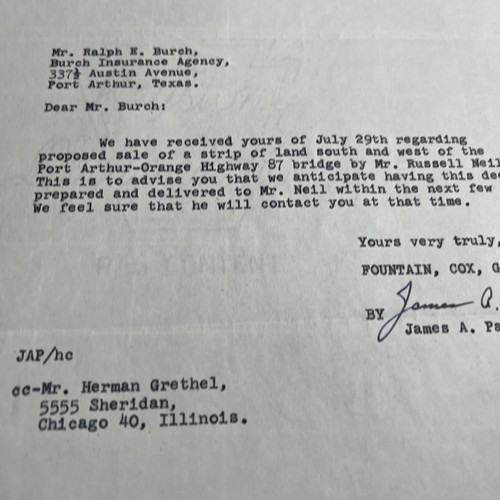 Mr. Ralph E. Burch,
Burch Insurance Agency,
337½ Austin Avenue,
Port Arthur, Texas.
Dear Mr. Burch:
We have received yours of July 29th regarding
proposed sale of a strip of land south and west of the
Port Arthur-Orange Highway 87 bridge by Mr. Russell Neil
This is to advise you that we anticipate having this dee
prepared and delivered to Mr. Neil within the next few
We feel sure that he will contact you at that time.
Yours very truly,
FOUNTAIN, COX, G
BY James A.
James A. Pa
JAP/hc
cc-Mr. Herman Grethel,
5555 Sheridan,
Chicago 40, Illinois.